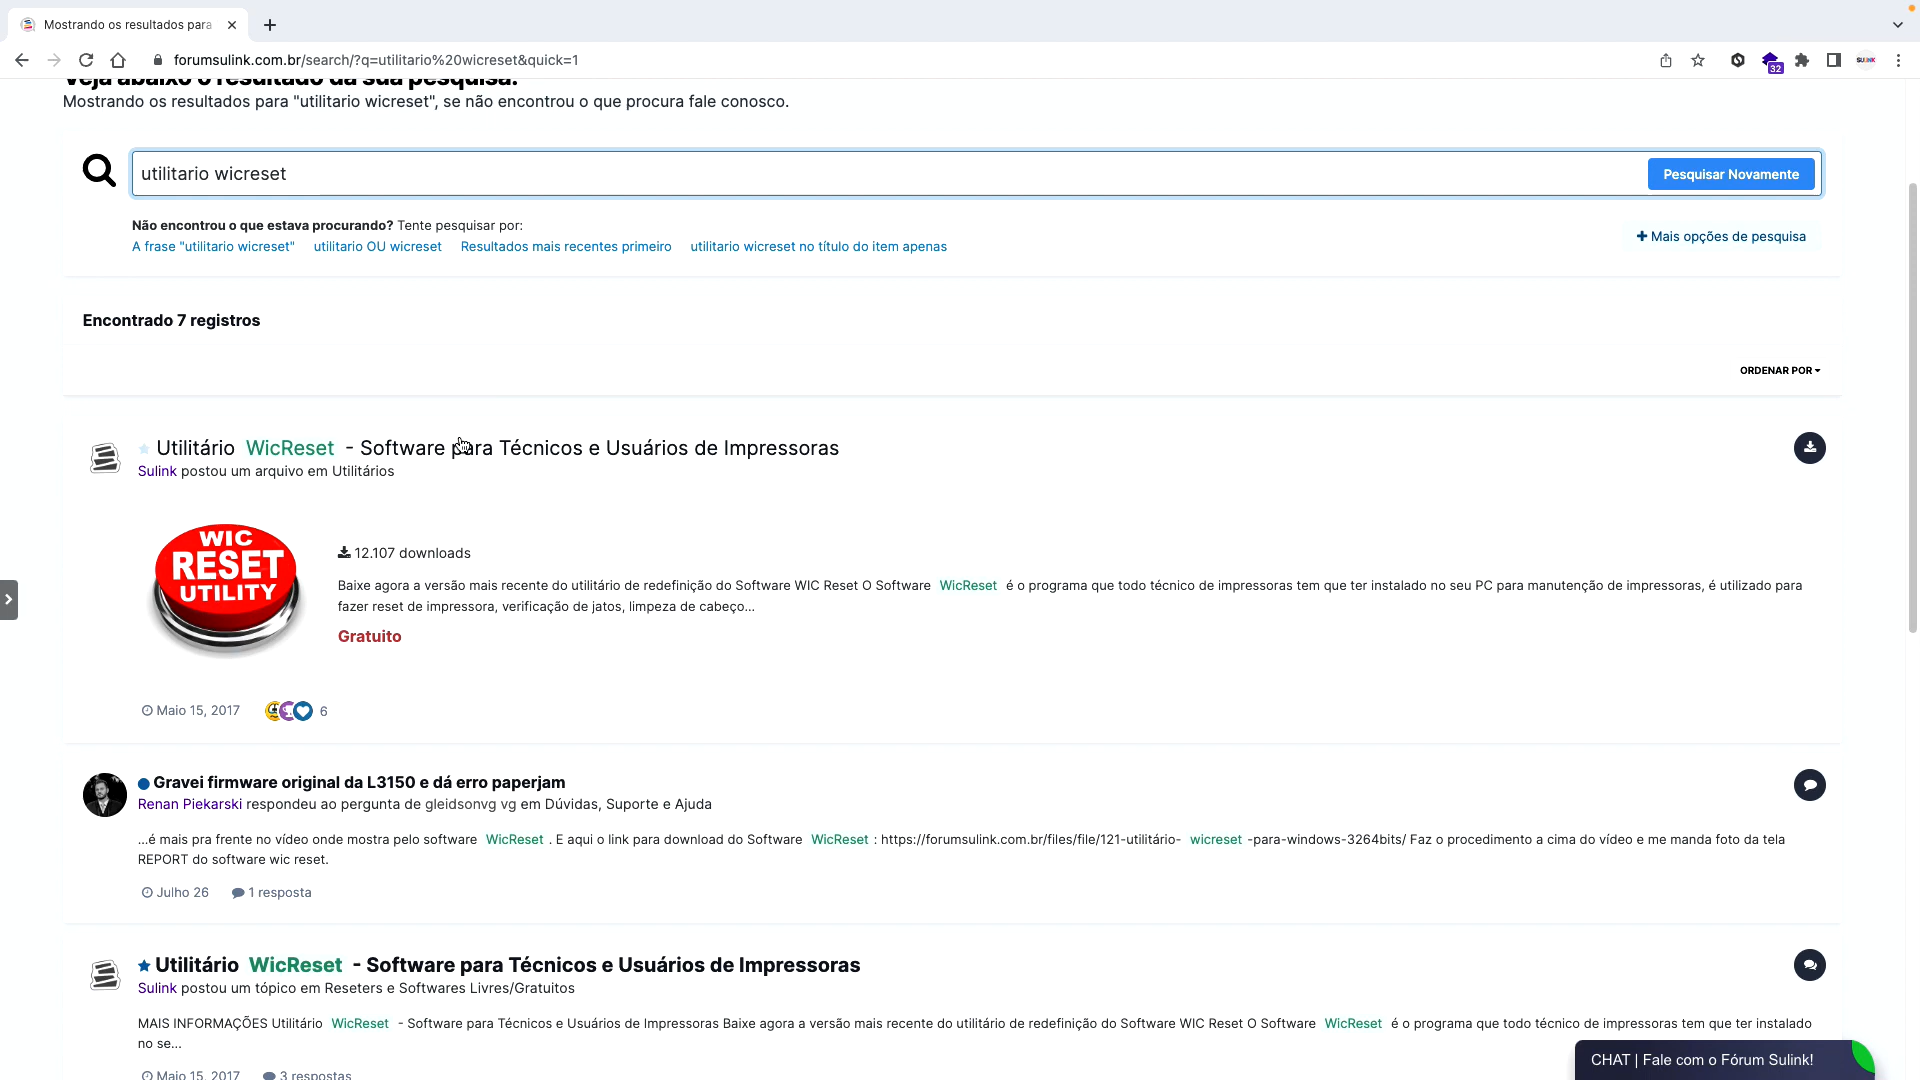 Mostrando os resultados para
forumsulink.com.br/search/?q=utilitario%20wicreset&quick=1
32
SULINK
Veja abaixo o resultado da sua pesquisa:
Mostrando os resultados para "utilitario wicreset", se não encontrou o que procura fale conosco.
utilitario wicreset
Pesquisar Novamente
Não encontrou o que estava procurando? Tente pesquisar por:
A frase "utilitario wicreset" utilitario OU wicreset Resultados mais recentes primeiro utilitario wicreset no título do item apenas
Mais opções de pesquisa
Encontrado 7 registros
ORDENAR POR
Utilitário WicReset - Software para Técnicos e Usuários de Impressoras
Sulink postou um arquivo em Utilitários
WIC
RESET
UTILITY
12.107 downloads
Baixe agora a versão mais recente do utilitário de redefinição do Software WIC Reset O Software WicReset é o programa que todo técnico de impressoras tem que ter instalado no seu PC para manutenção de impressoras, é utilizado para
fazer reset de impressora, verificação de jatos, limpeza de cabeço...
Gratuito
Maio 15, 2017 6
Gravei firmware original da L3150 e dá erro paperjam
Renan Piekarski respondeu ao pergunta de gleidsonvg vg em Dúvidas, Suporte e Ajuda
...é mais pra frente no vídeo onde mostra pelo software WicReset . E aqui o link para download do Software WicReset : https://forumsulink.com.br/files/file/121-utilitário- wicreset -para-windows-3264bits/ Faz o procedimento a cima do vídeo e me manda foto da tela
REPORT do software wic reset.
Julho 26 1 resposta
Utilitário WicReset - Software para Técnicos e Usuários de Impressoras
Sulink postou um tópico em Reseters e Softwares Livres/Gratuitos
MAIS INFORMAÇÕES Utilitário WicReset - Software para Técnicos e Usuários de Impressoras Baixe agora a versão mais recente do utilitário de redefinição do Software WIC Reset O Software WicReset é o programa que todo técnico de impressoras tem que ter instalado
no se...
Maio 15, 2017 3 respostas
CHAT | Fale com o Fórum Sulink!